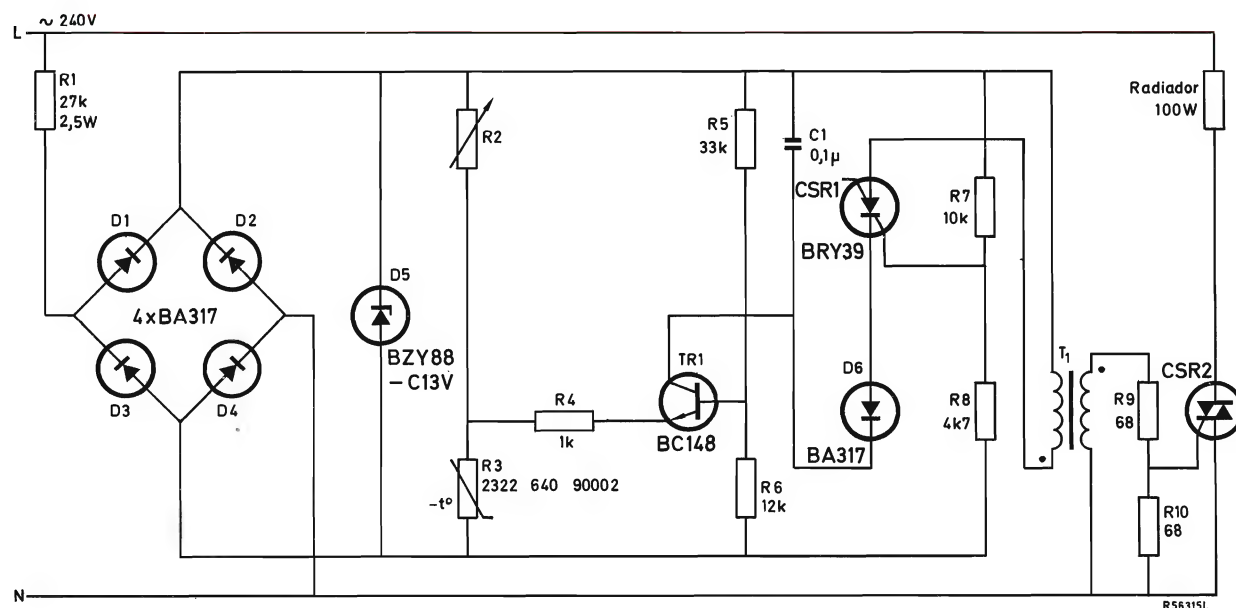 L ~ 240V
R1
27k
2,5W
D1
D2
4xBA317
D3
D4
D5
BZY88
-C13V
R2
R3
2322 640 90002
-t°
R4
1k
R5
33k
TR1
BC148
R6
12k
C1
0,1µ
CSR1
BRY39
D6
BA317
R7
10k
R8
4k7
T1
R9
68
R10
68
Radiador
100W
CSR2
N
R56315L